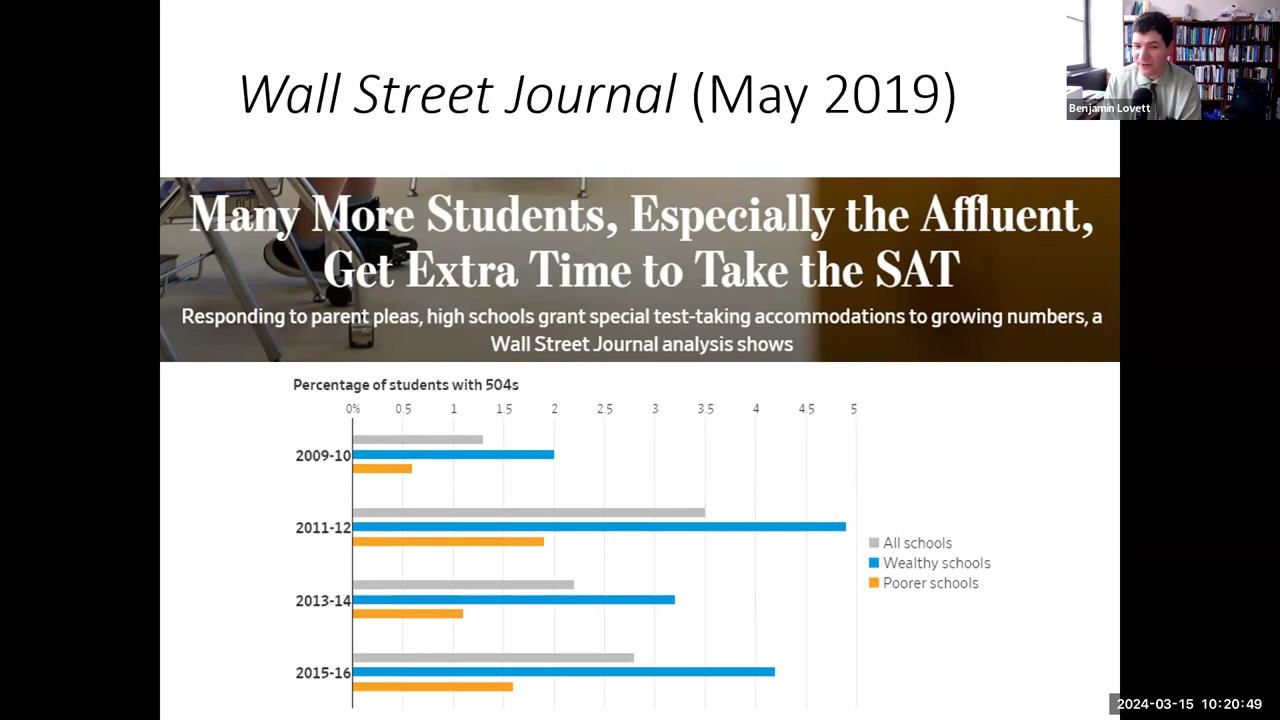 Wall Street Journal (May 2019)
Benjamin Lovett
Many More Students, Especially the Affluent,
Get Extra Time to Take the SAT
Responding to parent pleas, high schools grant special test-taking accommodations to growing numbers, a
Wall Street Journal analysis shows
Percentage of students with 504s
0% 0.5 1 1.5 2 2.5 3 3.5 4 4.5 5
2009-10
2011-12
2013-14
2015-16
All schools
Wealthy schools
Poorer schools
2024-03-15 10:20:49